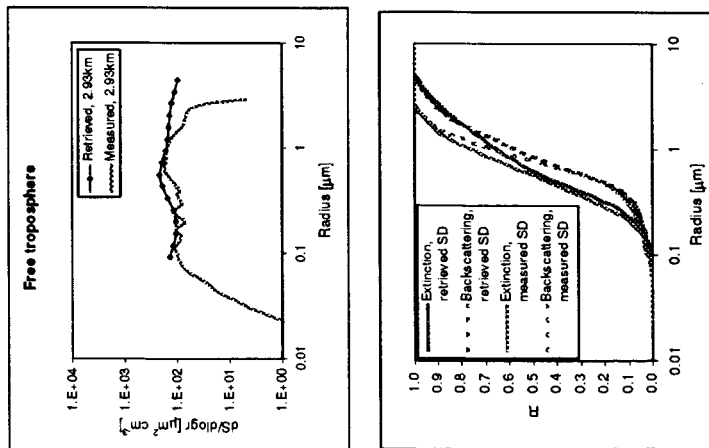 Free troposphere
Retrieved, 2.93km
Measured, 2.93km
dS/dlogr [µm² cm⁻³]
1.E+04
1.E+03
1.E+02
1.E+01
1.E+00
0.01
0.1
1
10
Radius [µm]
Extinction,
retrieved SD
Backscattering,
retrieved SD
Extinction,
measured SD
Backscattering,
measured SD
R
1.0
0.9
0.8
0.7
0.6
0.5
0.4
0.3
0.2
0.1
0.0
0.01
0.1
1
10
Radius [µm]